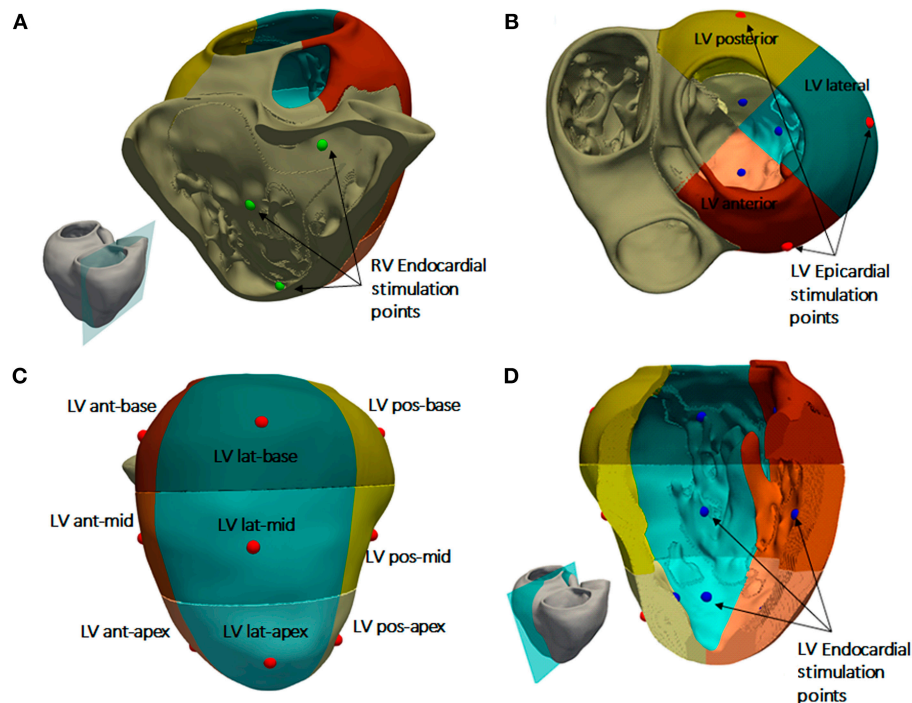 A
RV Endocardial
stimulation
points
B
LV posterior
LV lateral
LV anterior
LV Epicardial
stimulation
points
C
LV ant-base
LV pos-base
LV lat-base
LV ant-mid
LV lat-mid
LV pos-mid
LV ant-apex
LV lat-apex
LV pos-apex
D
LV Endocardial
stimulation
points